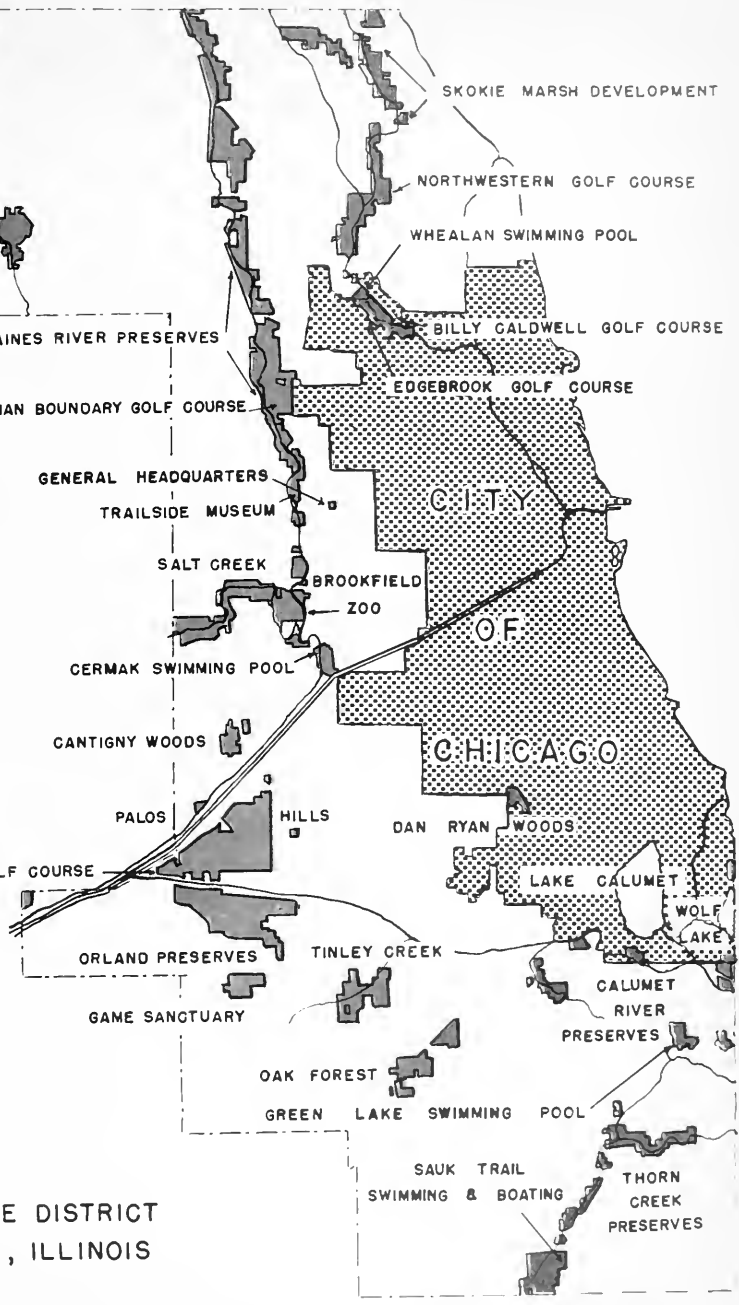 SKOKIE MARSH DEVELOPMENT
NORTHWESTERN GOLF COURSE
WHEALAN SWIMMING POOL
AINES RIVER PRESERVES
BILLY CALDWELL GOLF COURSE
EDGEBROOK GOLF COURSE
IAN BOUNDARY GOLF COURSE
GENERAL HEADQUARTERS
TRAILSIDE MUSEUM
CITY
OF
CHICAGO
SALT CREEK
BROOKFIELD
ZOO
CERMAK SWIMMING POOL
CANTIGNY WOODS
PALOS HILLS
DAN RYAN WOODS
LF COURSE
LAKE CALUMET
WOLF
LAKE
ORLAND PRESERVES
TINLEY CREEK
GAME SANCTUARY
CALUMET
RIVER
PRESERVES
OAK FOREST
GREEN LAKE SWIMMING POOL
SAUK TRAIL
SWIMMING & BOATING
THORN
CREEK
PRESERVES
E DISTRICT
, ILLINOIS